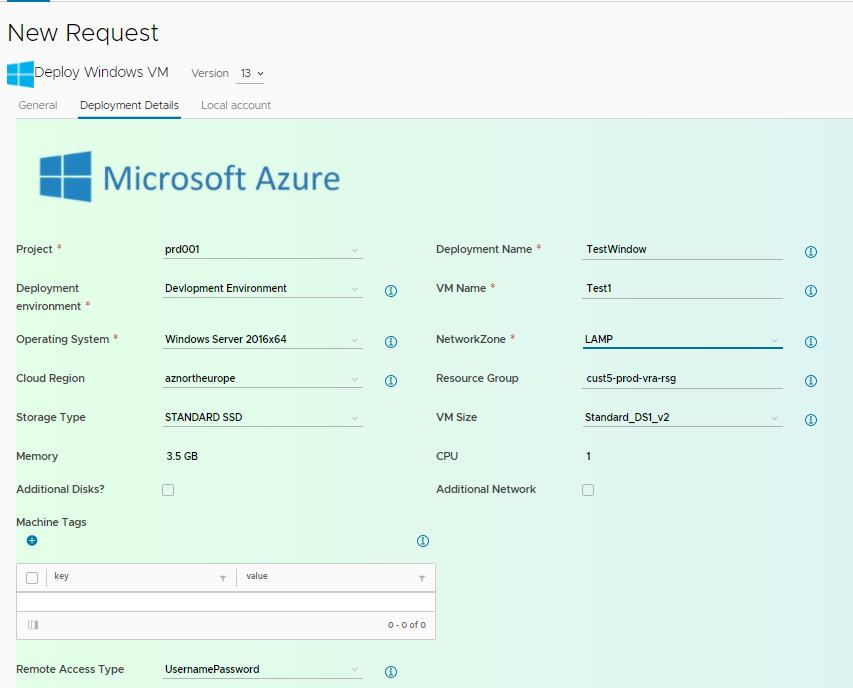 New Request
Deploy Windows VM Version 13
General Deployment Details Local account
Microsoft Azure
Project * prd001 Deployment Name * TestWindow
Deployment environment * Devlopment Environment VM Name * Test1
Operating System * Windows Server 2016x64 NetworkZone * LAMP
Cloud Region aznortheurope Resource Group cust5-prod-vra-rsg
Storage Type STANDARD SSD VM Size Standard_DS1_v2
Memory 3.5 GB CPU 1
Additional Disks? Additional Network
Machine Tags
key value
0 - 0 of 0
Remote Access Type UsernamePassword